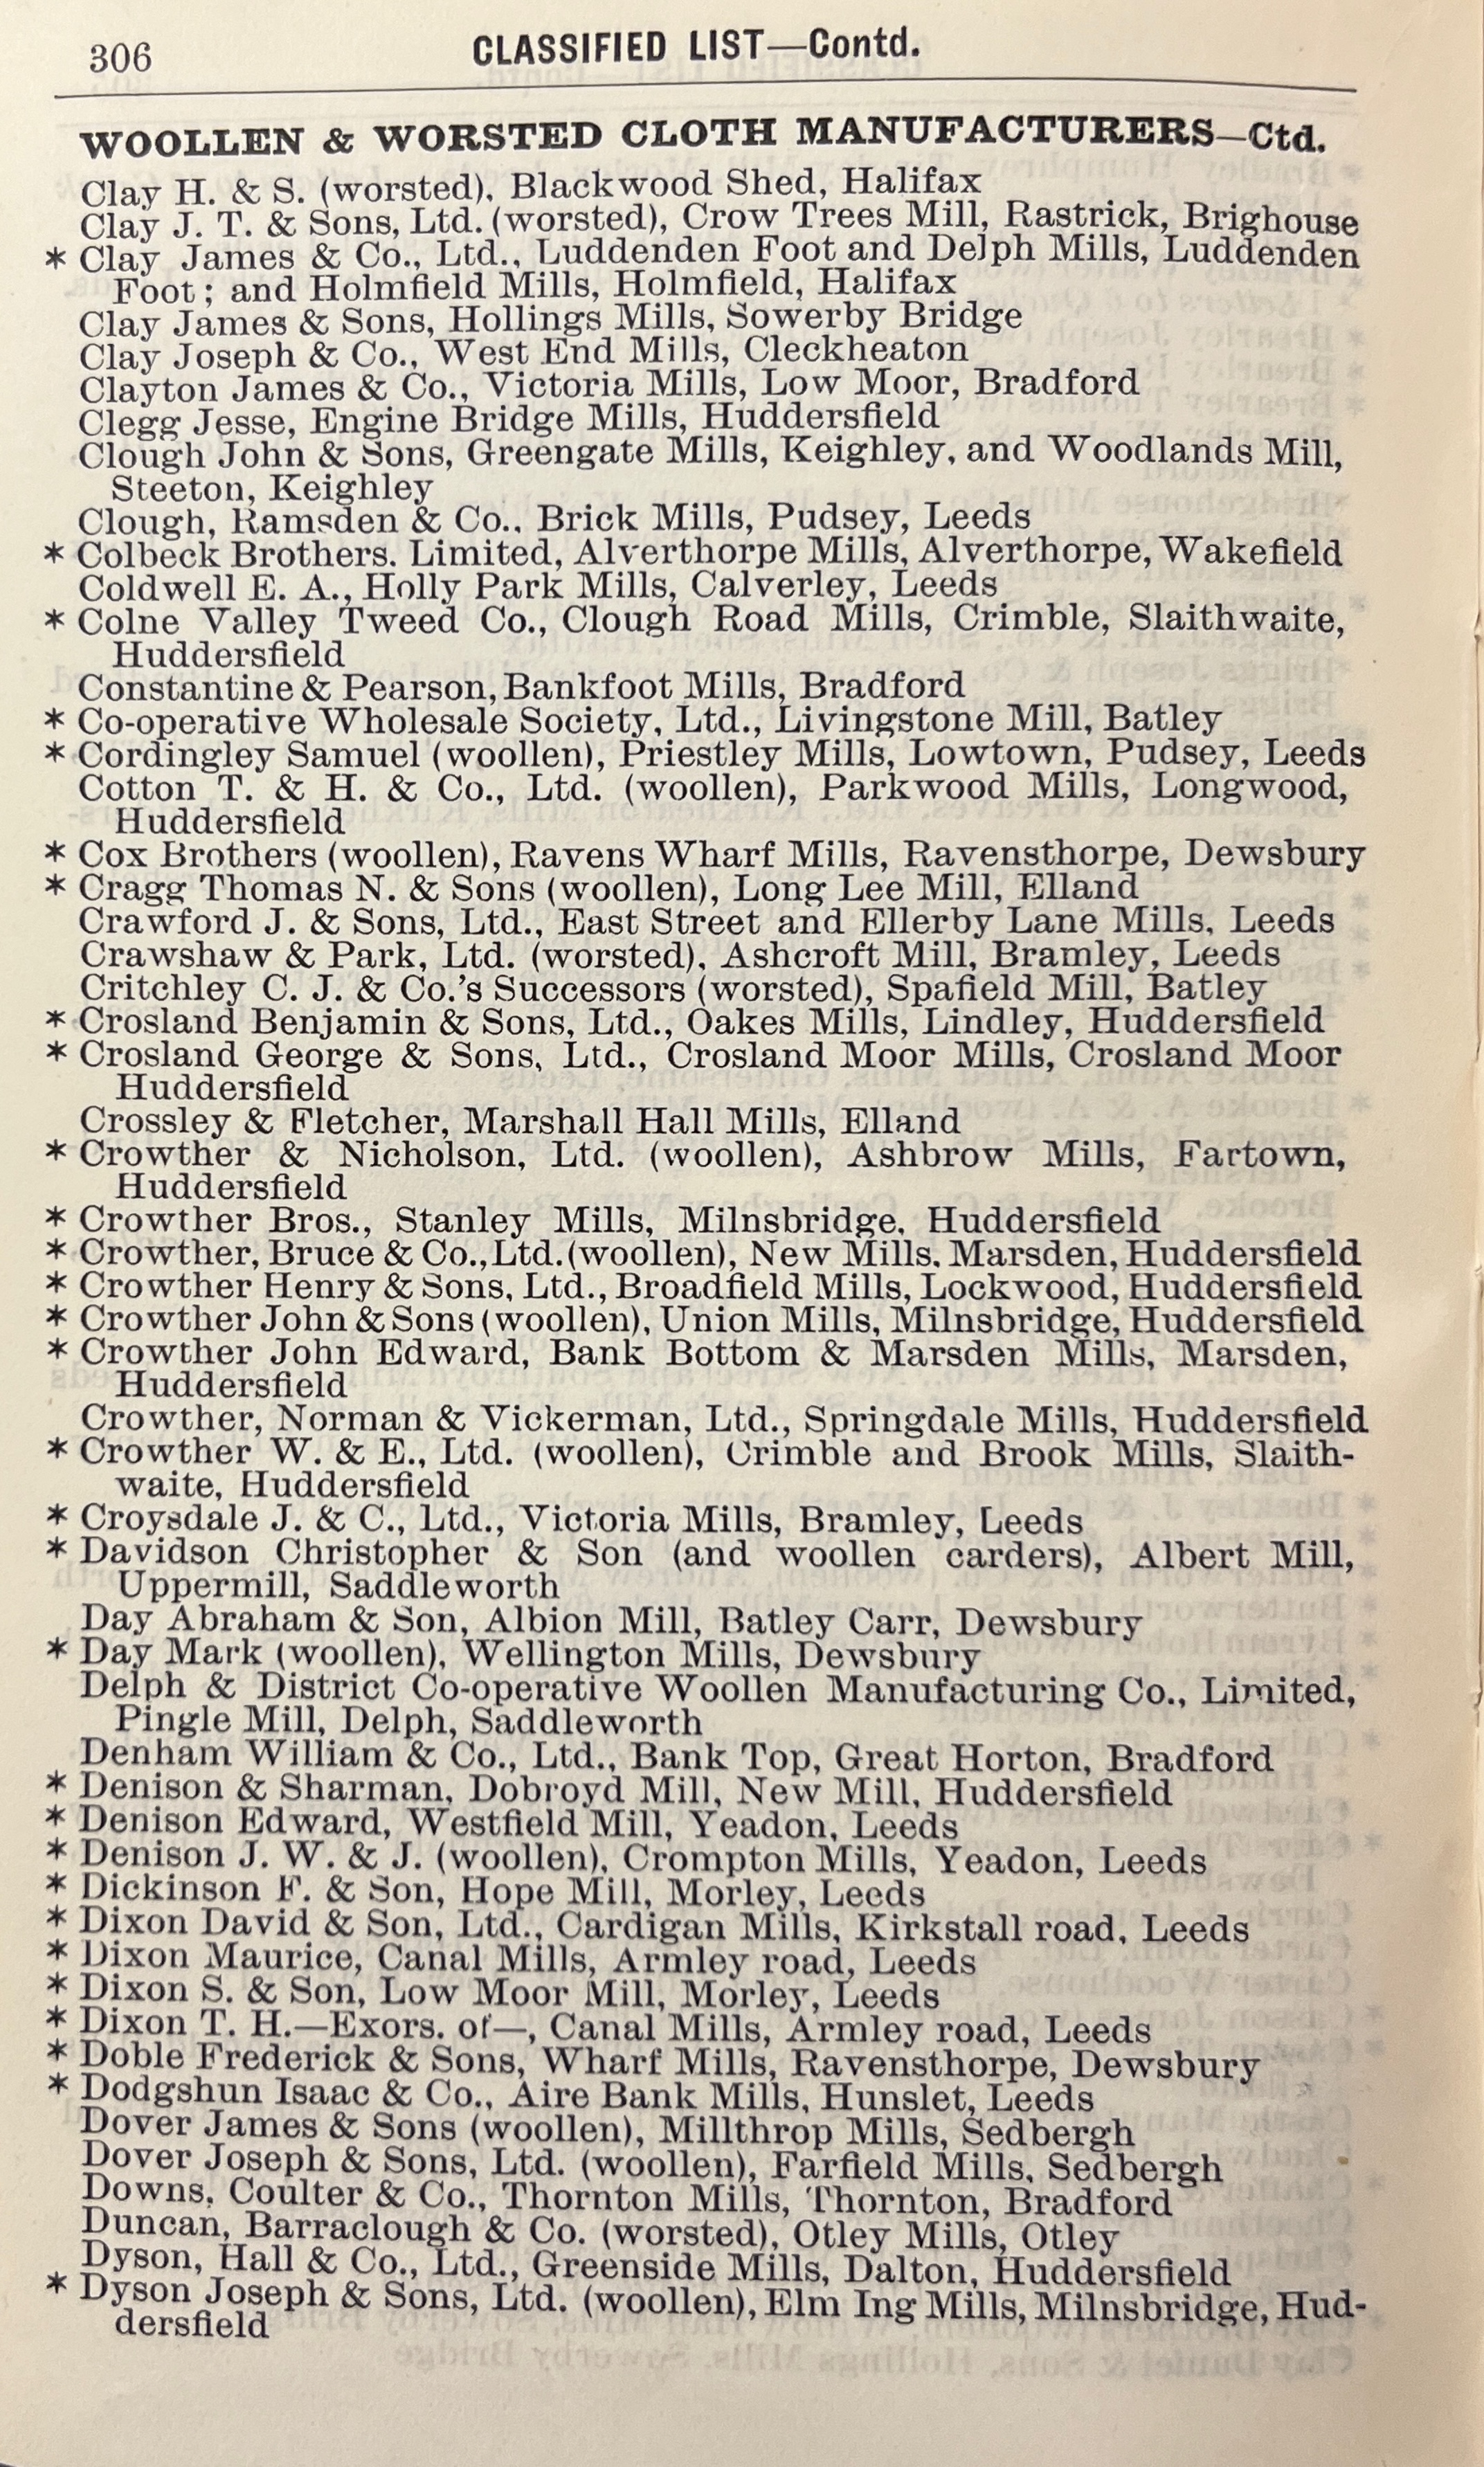 306
CLASSIFIED LIST—Contd.
WOOLLEN & WORSTED CLOTH MANUFACTURERS—Ctd.
Clay H. & S. (worsted), Blackwood Shed, Halifax
Clay J. T. & Sons, Ltd. (worsted), Crow Trees Mill, Rastrick, Brighouse
* Clay James & Co., Ltd., Luddenden Foot and Delph Mills, Luddenden
Foot; and Holmfield Mills, Holmfield, Halifax
Clay James & Sons, Hollings Mills, Sowerby Bridge
Clay Joseph & Co., West End Mills, Cleckheaton
Clayton James & Co., Victoria Mills, Low Moor, Bradford
Clegg Jesse, Engine Bridge Mills, Huddersfield
Clough John & Sons, Greengate Mills, Keighley, and Woodlands Mill,
Steeton, Keighley
Clough, Ramsden & Co., Brick Mills, Pudsey, Leeds
* Colbeck Brothers. Limited, Alverthorpe Mills, Alverthorpe, Wakefield
Coldwell E. A., Holly Park Mills, Calverley, Leeds
* Colne Valley Tweed Co., Clough Road Mills, Crimble, Slaithwaite,
Huddersfield
Constantine & Pearson, Bankfoot Mills, Bradford
* Co-operative Wholesale Society, Ltd., Livingstone Mill, Batley
* Cordingley Samuel (woollen), Priestley Mills, Lowtown, Pudsey, Leeds
Cotton T. & H. & Co., Ltd. (woollen), Parkwood Mills, Longwood,
Huddersfield
* Cox Brothers (woollen), Ravens Wharf Mills, Ravensthorpe, Dewsbury
* Cragg Thomas N. & Sons (woollen), Long Lee Mill, Elland
Crawford J. & Sons, Ltd., East Street and Ellerby Lane Mills, Leeds
Crawshaw & Park, Ltd. (worsted), Ashcroft Mill, Bramley, Leeds
Critchley C. J. & Co.'s Successors (worsted), Spafield Mill, Batley
* Crosland Benjamin & Sons, Ltd., Oakes Mills, Lindley, Huddersfield
* Crosland George & Sons, Ltd., Crosland Moor Mills, Crosland Moor
Huddersfield
Crossley & Fletcher, Marshall Hall Mills, Elland
* Crowther & Nicholson, Ltd. (woollen), Ashbrow Mills, Fartown,
Huddersfield
* Crowther Bros., Stanley Mills, Milnsbridge, Huddersfield
* Crowther, Bruce & Co., Ltd. (woollen), New Mills, Marsden, Huddersfield
* Crowther Henry & Sons, Ltd., Broadfield Mills, Lockwood, Huddersfield
* Crowther John & Sons (woollen), Union Mills, Milnsbridge, Huddersfield
* Crowther John Edward, Bank Bottom & Marsden Mills, Marsden,
Huddersfield
Crowther, Norman & Vickerman, Ltd., Springdale Mills, Huddersfield
* Crowther W. & E., Ltd. (woollen), Crimble and Brook Mills, Slaith-
waite, Huddersfield
* Croysdale J. & C., Ltd., Victoria Mills, Bramley, Leeds
* Davidson Christopher & Son (and woollen carders), Albert Mill,
Uppermill, Saddleworth
Day Abraham & Son, Albion Mill, Batley Carr, Dewsbury
* Day Mark (woollen), Wellington Mills, Dewsbury
Delph & District Co-operative Woollen Manufacturing Co., Limited,
Pingle Mill, Delph, Saddleworth
Denham William & Co., Ltd., Bank Top, Great Horton, Bradford
* Denison & Sharman, Dobroyd Mill, New Mill, Huddersfield
* Denison Edward, Westfield Mill, Yeadon, Leeds
* Denison J. W. & J. (woollen), Crompton Mills, Yeadon, Leeds
* Dickinson F. & Son, Hope Mill, Morley, Leeds
* Dixon David & Son, Ltd., Cardigan Mills, Kirkstall road, Leeds
* Dixon Maurice, Canal Mills, Armley road, Leeds
* Dixon S. & Son, Low Moor Mill, Morley, Leeds
* Dixon T. H.—Exors. of—, Canal Mills, Armley road, Leeds
* Doble Frederick & Sons, Wharf Mills, Ravensthorpe, Dewsbury
* Dodgshun Isaac & Co., Aire Bank Mills, Hunslet, Leeds
Dover James & Sons (woollen), Millthrop Mills, Sedbergh
Dover Joseph & Sons, Ltd. (woollen), Farfield Mills, Sedbergh
Downs, Coulter & Co., Thornton Mills, Thornton, Bradford
Duncan, Barraclough & Co. (worsted), Otley Mills, Otley
Dyson, Hall & Co., Ltd., Greenside Mills, Dalton, Huddersfield
* Dyson Joseph & Sons, Ltd. (woollen), Elm Ing Mills, Milnsbridge, Hud-
dersfield